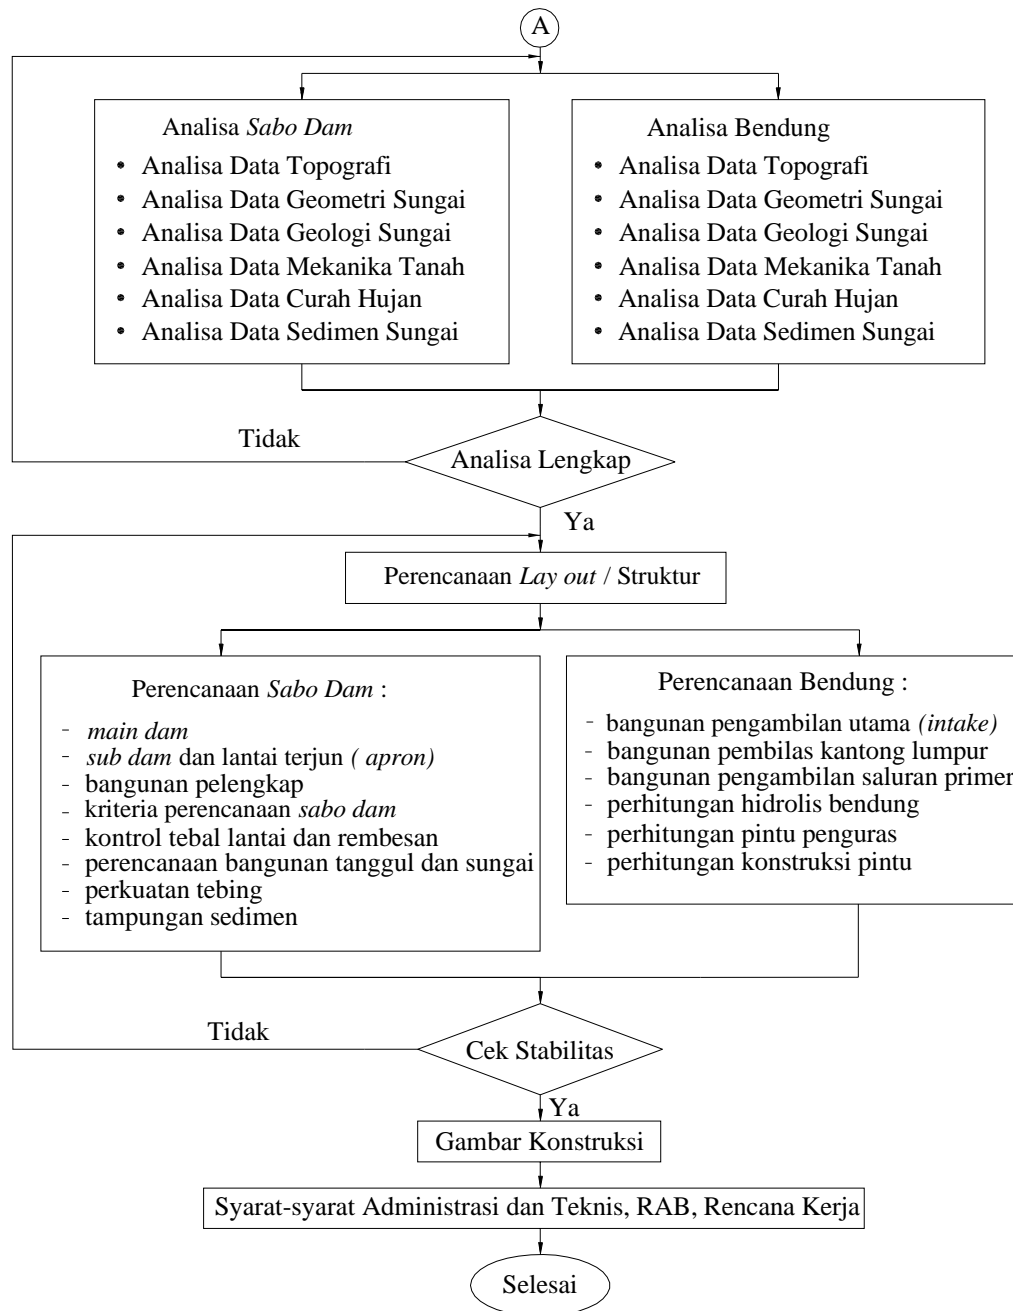 A
Analisa Sabo Dam
• Analisa Data Topografi
• Analisa Data Geometri Sungai
• Analisa Data Geologi Sungai
• Analisa Data Mekanika Tanah
• Analisa Data Curah Hujan
• Analisa Data Sedimen Sungai
Analisa Bendung
• Analisa Data Topografi
• Analisa Data Geometri Sungai
• Analisa Data Geologi Sungai
• Analisa Data Mekanika Tanah
• Analisa Data Curah Hujan
• Analisa Data Sedimen Sungai
Tidak
Analisa Lengkap
Ya
Perencanaan Lay out / Struktur
Perencanaan Sabo Dam :
- main dam
- sub dam dan lantai terjun ( apron)
- bangunan pelengkap
- kriteria perencanaan sabo dam
- kontrol tebal lantai dan rembesan
- perencanaan bangunan tanggul dan sungai
- perkuatan tebing
- tampungan sedimen
Perencanaan Bendung :
- bangunan pengambilan utama (intake)
- bangunan pembilas kantong lumpur
- bangunan pengambilan saluran primer
- perhitungan hidrolis bendung
- perhitungan pintu penguras
- perhitungan konstruksi pintu
Tidak
Cek Stabilitas
Ya
Gambar Konstruksi
Syarat-syarat Administrasi dan Teknis, RAB, Rencana Kerja
Selesai